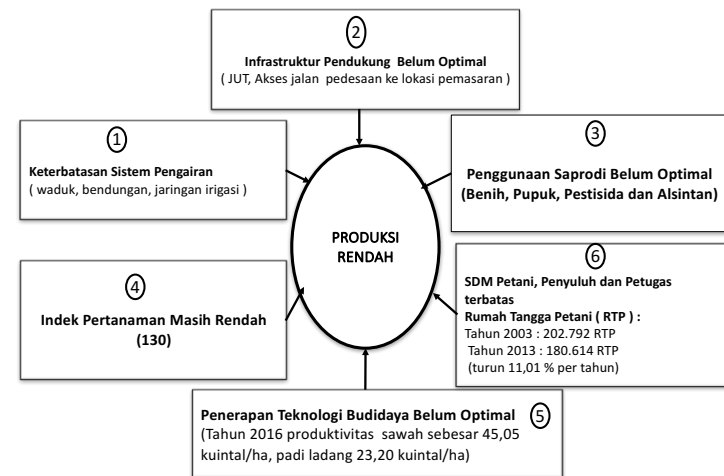 ②
Infrastruktur Pendukung Belum Optimal
( JUT, Akses jalan pedesaan ke lokasi pemasaran )
①
Keterbatasan Sistem Pengairan
( waduk, bendungan, jaringan irigasi )
③
Penggunaan Saprodi Belum Optimal
(Benih, Pupuk, Pestisida dan Alsintan)
PRODUKSI
RENDAH
④
Indek Pertanaman Masih Rendah
(130)
⑥
SDM Petani, Penyuluh dan Petugas
terbatas
Rumah Tangga Petani ( RTP ) :
Tahun 2003 : 202.792 RTP
Tahun 2013 : 180.614 RTP
(turun 11,01 % per tahun)
Penerapan Teknologi Budidaya Belum Optimal ⑤
(Tahun 2016 produktivitas sawah sebesar 45,05
kuintal/ha, padi ladang 23,20 kuintal/ha)